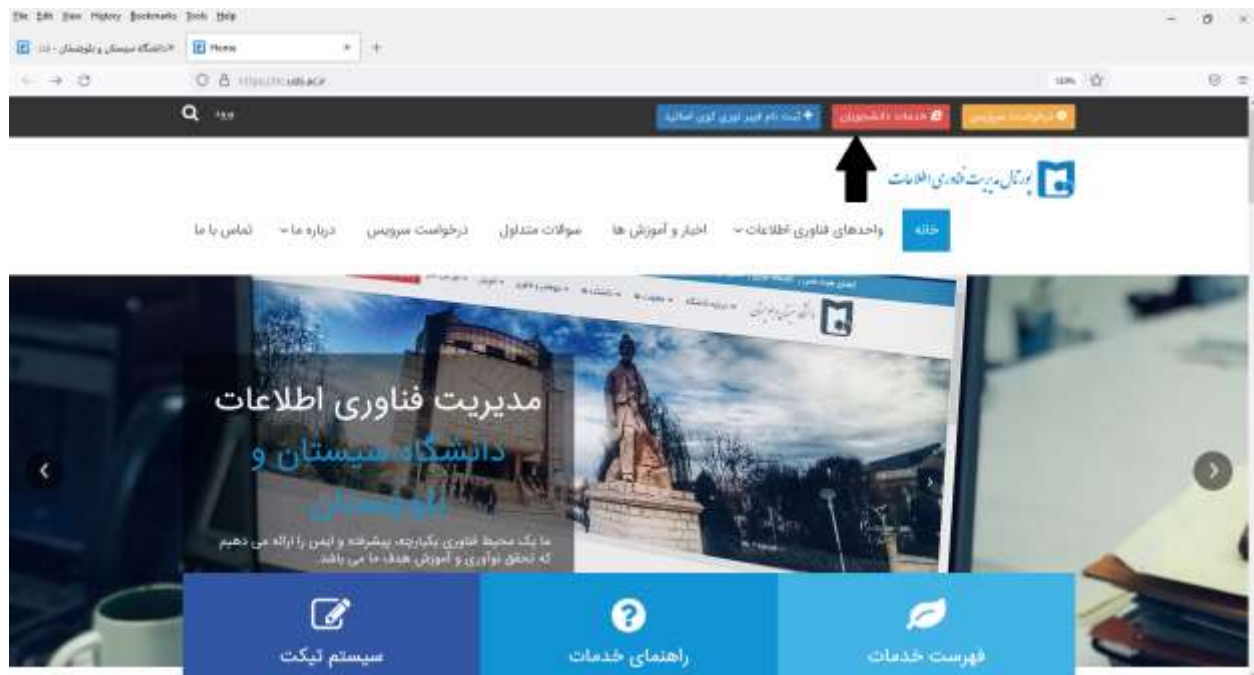 File Edit View History Bookmarks Tools Help
دانشگاه سیستان و بلوچستان
Home
درخواست سرویس
خدمات دانشجویان
ثبت نام فیبر نوری کوی اساتید
ورود
پورتال مدیریت فناوری اطلاعات
خانه
واحدهای فناوری اطلاعات
اخبار و آموزش ها
سوالات متداول
درخواست سرویس
درباره ما
تماس با ما
مدیریت فناوری اطلاعات
دانشگاه سیستان و
بلوچستان
ما یک محیط فناوری یکپارچه، پیشرفته و ایمن را ارائه می دهیم
که تحقق نوآوری و آموزش هدف ما می باشد.
فهرست خدمات
راهنمای خدمات
سیستم تیکت